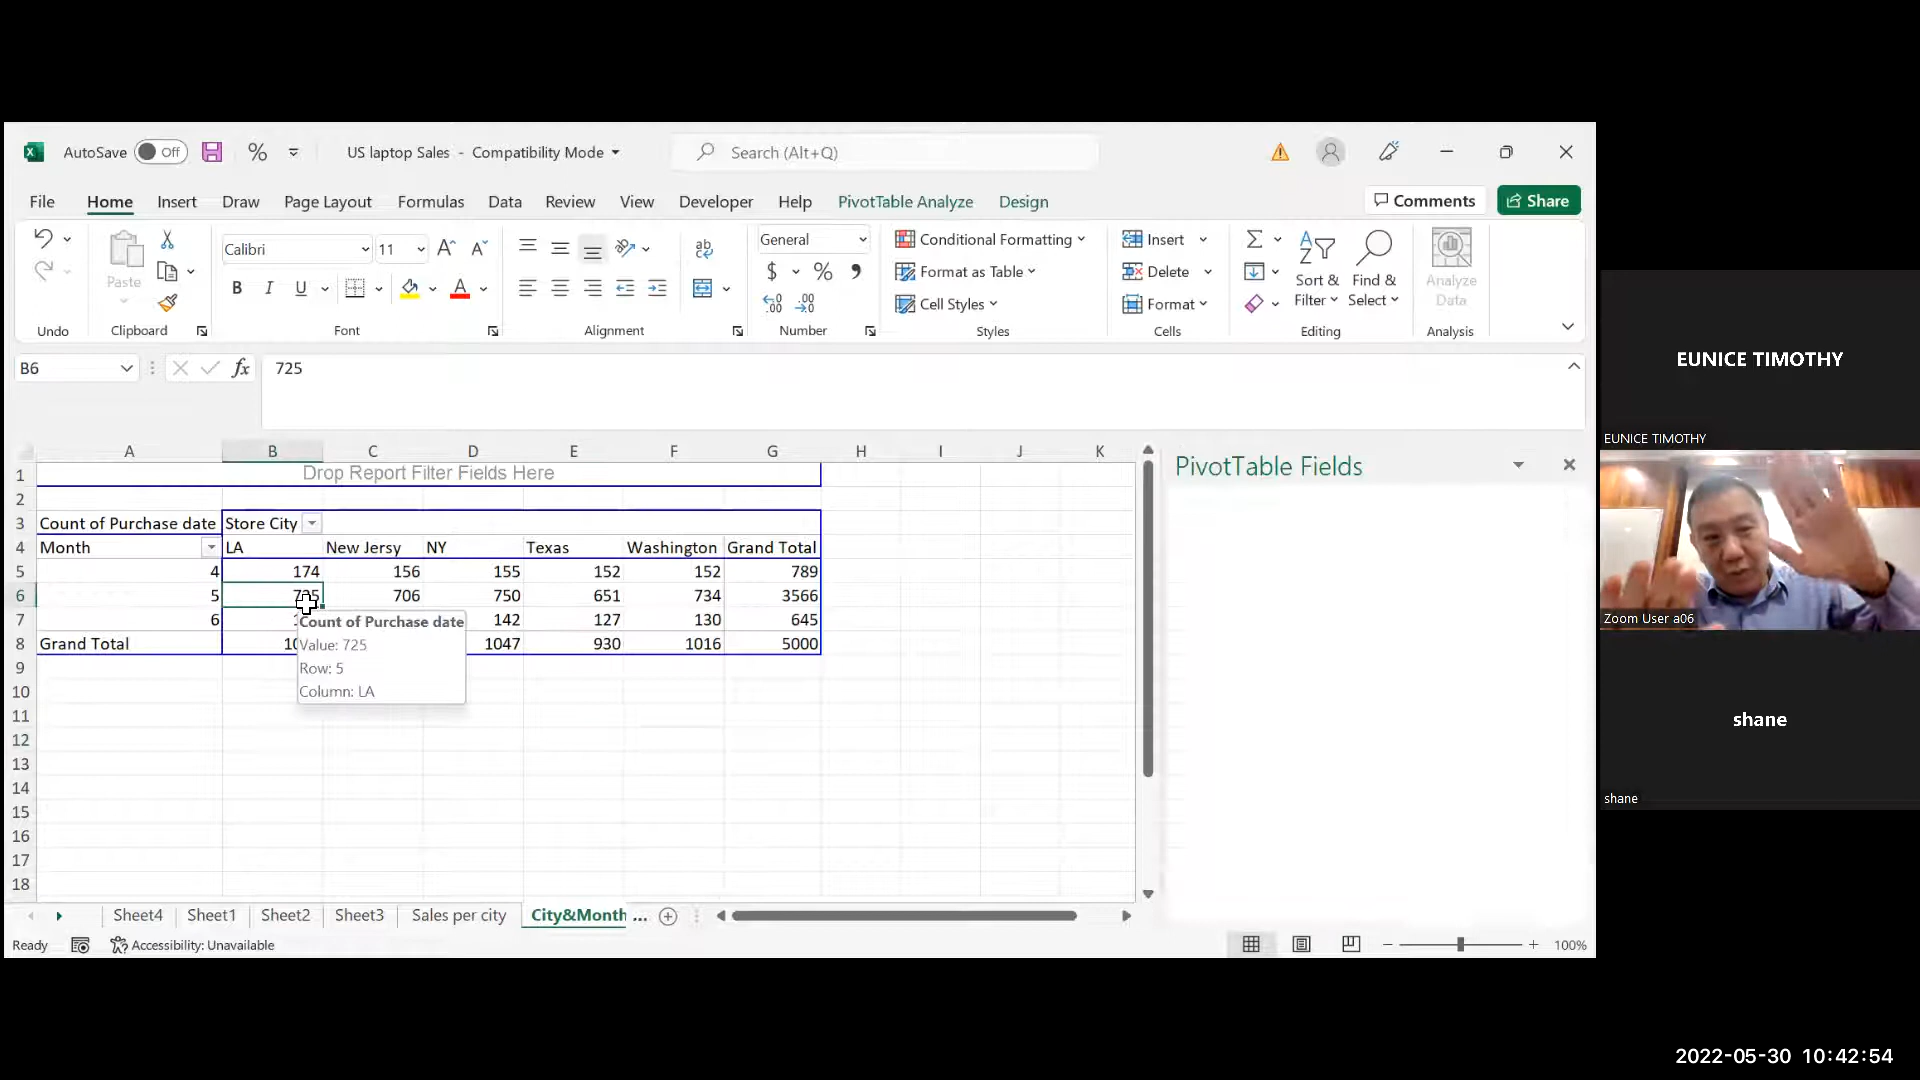 AutoSave Off % US laptop Sales - Compatibility Mode Search (Alt+Q)
File Home Insert Draw Page Layout Formulas Data Review View Developer Help PivotTable Analyze Design Comments Share
Paste
Calibri 11
B I U
ab
General
$ %
Conditional Formatting
Format as Table
Cell Styles
Insert
Delete
Format
Sort & Filter
Find & Select
Analyze Data
Undo Clipboard Font Alignment Number Styles Cells Editing Analysis
B6 fx 725
A B C D E F G H I J K
1 Drop Report Filter Fields Here
2
3 Count of Purchase date Store City
4 Month LA New Jersy NY Texas Washington Grand Total
5 4 174 156 155 152 152 789
6 5 706 750 651 734 3566
7 6 142 127 130 645
8 Grand Total 1047 930 1016 5000
Count of Purchase date
Value: 725
Row: 5
Column: LA
9
10
11
12
13
14
15
16
17
18
PivotTable Fields
Sheet4 Sheet1 Sheet2 Sheet3 Sales per city City&Month ...
Ready Accessibility: Unavailable 100%
EUNICE TIMOTHY
EUNICE TIMOTHY
Zoom User a06
shane
shane
2022-05-30 10:42:54